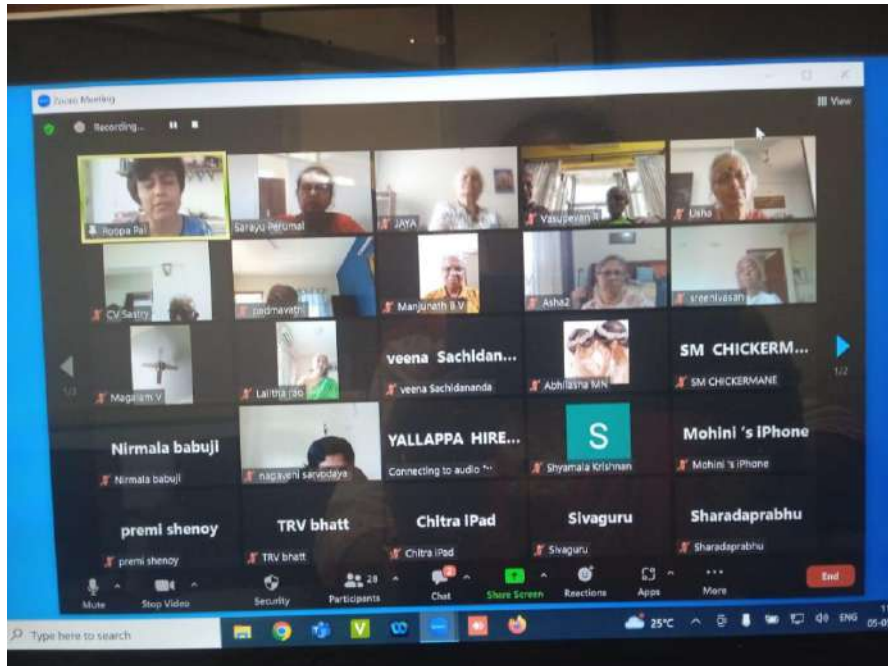 Zoom Meeting
View
Recording...
Roopa Pai
Sarayu Perumal
JAYA
Vasupevan R
Usha
CV Sastry
padmavathi
Manjunath B V
Asha2
sreenivasan
Magalam V
Lalitha rao
veena Sachidan...
veena Sachidananda
Abhilasha MN
SM CHICKERM...
SM CHICKERMANE
1/2
1/2
Nirmala babuji
Nirmala babuji
nagaveni sarvodaya
YALLAPPA HIRE...
Connecting to audio
S
Shyamala Krishnan
Mohini 's iPhone
Mohini 's iPhone
premi shenoy
premi shenoy
TRV bhatt
TRV bhatt
Chitra iPad
Chitra iPad
Sivaguru
Sivaguru
Sharadaprabhu
Sharadaprabhu
Mute
Stop Video
Security
28
Participants
2
Chat
Share Screen
Reactions
Apps
More
End
Type here to search
25°C
ENG